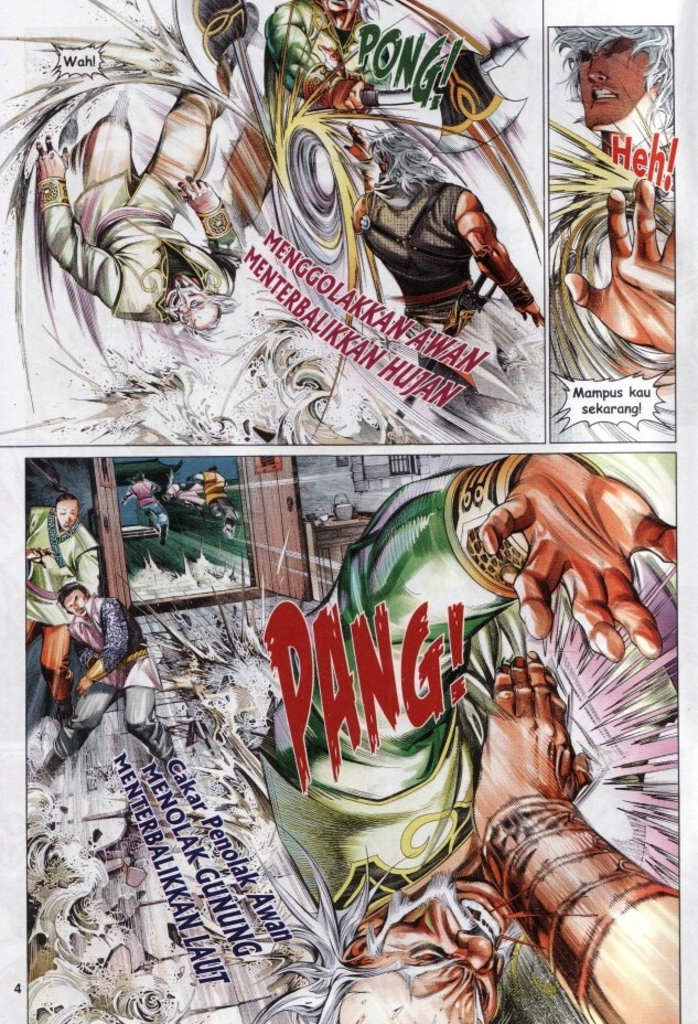 Wah!
PONG!
MENGGOLAKKAN AWAN
MENTERBALIKKAN HUJAN
Heh!
Mampus kau
sekarang!
PANG!
Cakar Penolak Awan
MENOLAK GUNUNG
MENTERBALIKKAN LAUT
4